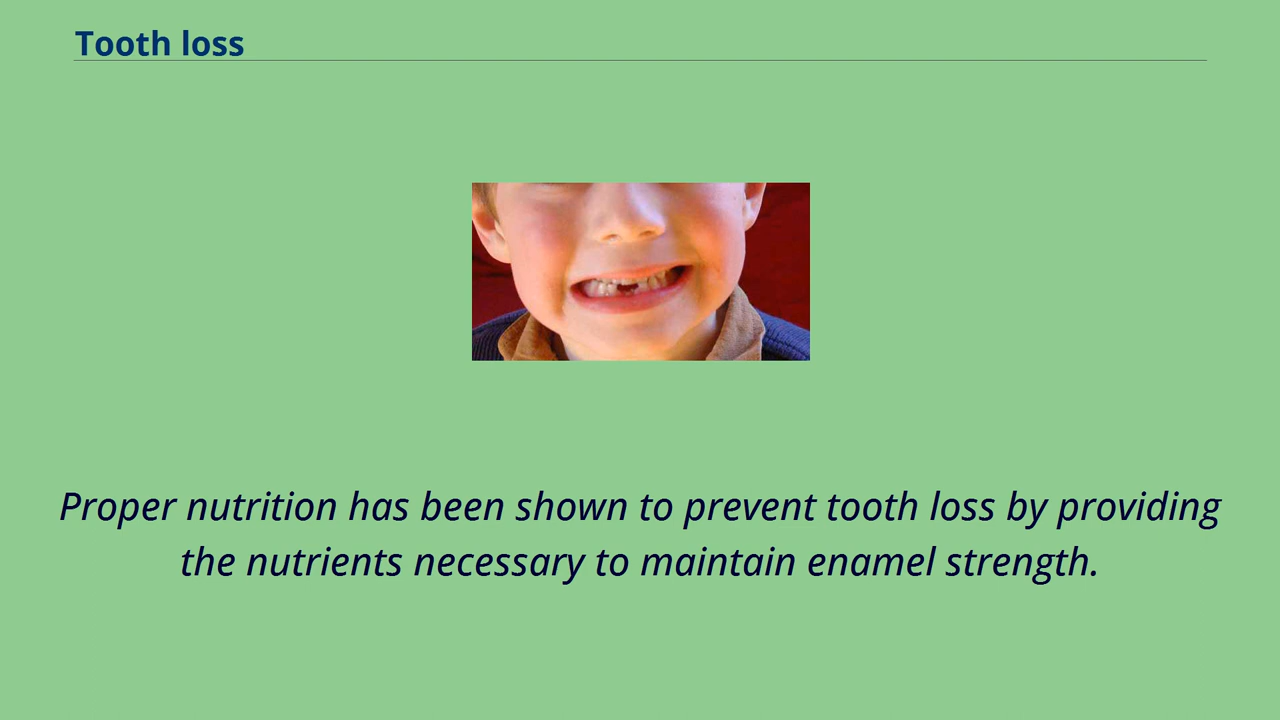 Tooth loss
Proper nutrition has been shown to prevent tooth loss by providing
the nutrients necessary to maintain enamel strength.